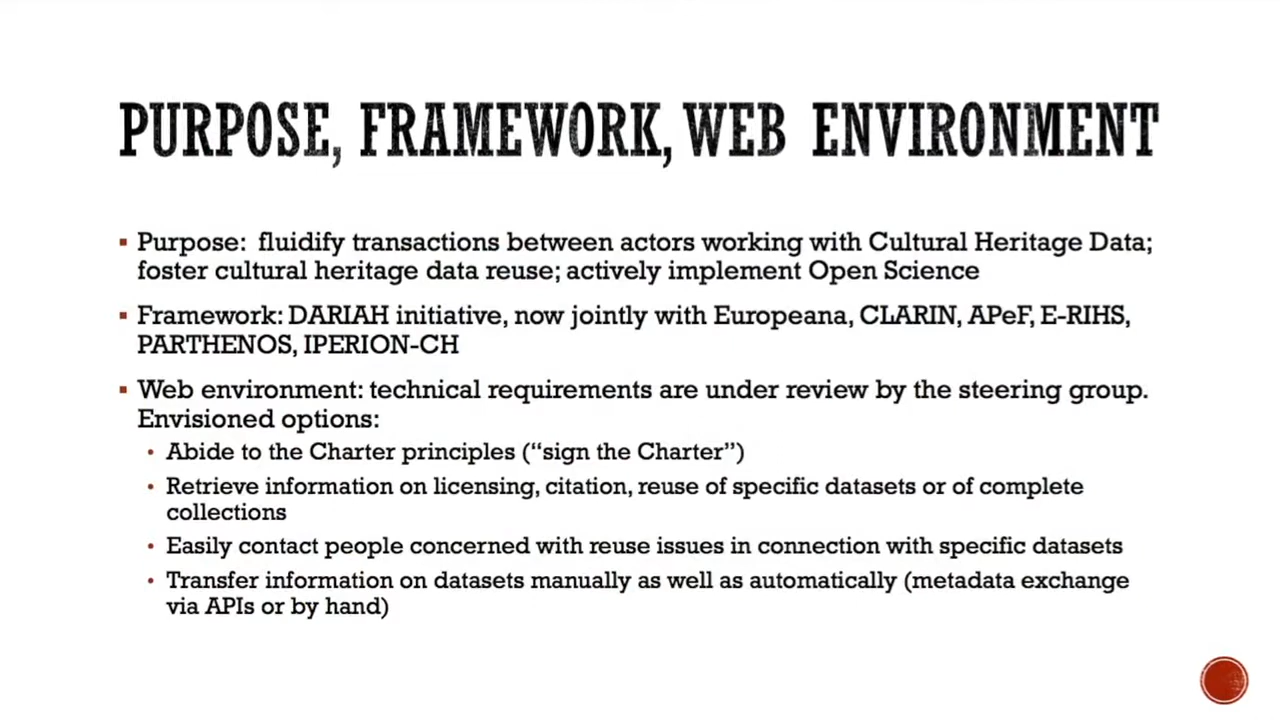 PURPOSE, FRAMEWORK, WEB ENVIRONMENT
▪ Purpose: fluidify transactions between actors working with Cultural Heritage Data;
foster cultural heritage data reuse; actively implement Open Science
▪ Framework: DARIAH initiative, now jointly with Europeana, CLARIN, APeF, E-RIHS,
PARTHENOS, IPERION-CH
▪ Web environment: technical requirements are under review by the steering group.
Envisioned options:
• Abide to the Charter principles (“sign the Charter”)
• Retrieve information on licensing, citation, reuse of specific datasets or of complete
collections
• Easily contact people concerned with reuse issues in connection with specific datasets
• Transfer information on datasets manually as well as automatically (metadata exchange
via APIs or by hand)